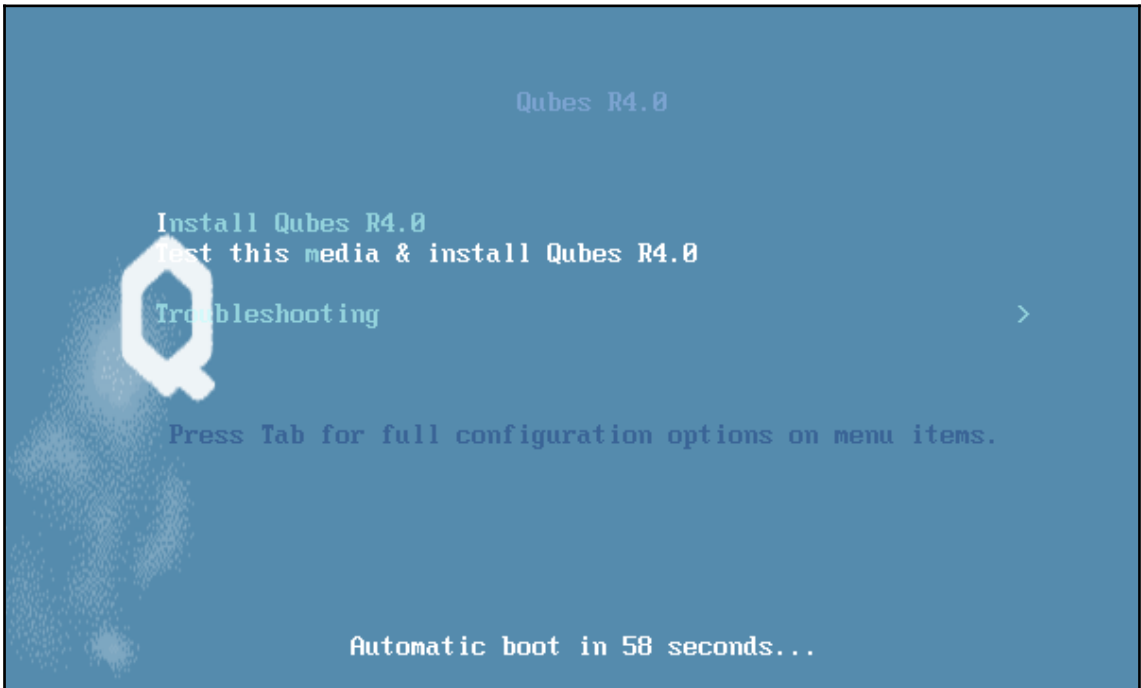 Qubes R4.0
Install Qubes R4.0
Test this media & install Qubes R4.0
Troubleshooting >
Press Tab for full configuration options on menu items.
Automatic boot in 58 seconds...